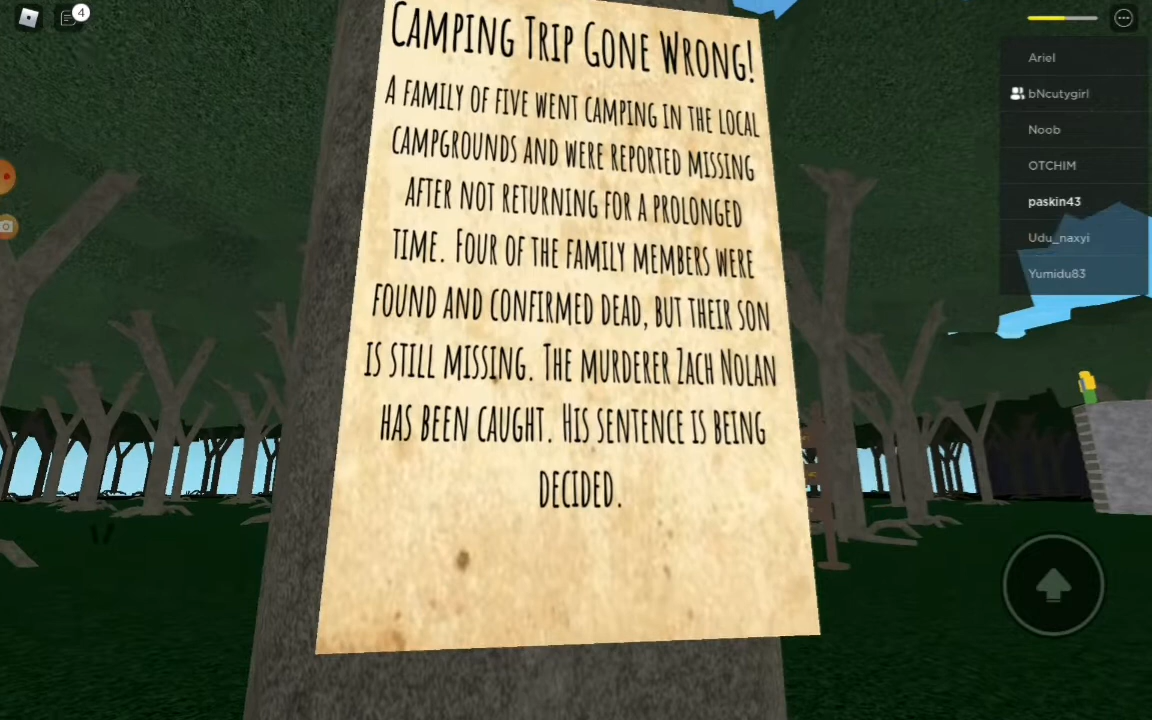 4
CAMPING TRIP GONE WRONG!
A FAMILY OF FIVE WENT CAMPING IN THE LOCAL
CAMPGROUNDS AND WERE REPORTED MISSING
AFTER NOT RETURNING FOR A PROLONGED
TIME. FOUR OF THE FAMILY MEMBERS WERE
FOUND AND CONFIRMED DEAD, BUT THEIR SON
IS STILL MISSING. THE MURDERER ZACH NOLAN
HAS BEEN CAUGHT. HIS SENTENCE IS BEING
DECIDED.
Ariel
bNcutygirl
Noob
OTCHIM
paskin43
Udu_naxyi
Yumidu83